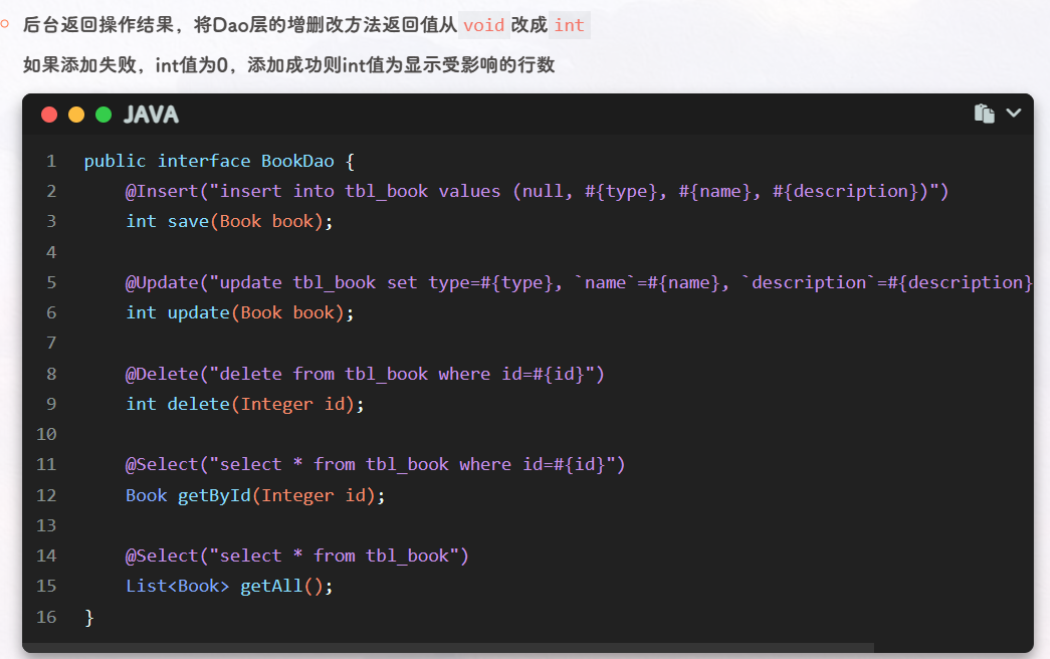 后台返回操作结果，将Dao层的增删改方法返回值从 void 改成 int
如果添加失败，int值为0，添加成功则int值为显示受影响的行数
JAVA
1 public interface BookDao {
2     @Insert("insert into tbl_book values (null, #{type}, #{name}, #{description})")
3     int save(Book book);
4
5     @Update("update tbl_book set type=#{type}, `name`=#{name}, `description`=#{description}
6     int update(Book book);
7
8     @Delete("delete from tbl_book where id=#{id}")
9     int delete(Integer id);
10
11     @Select("select * from tbl_book where id=#{id}")
12     Book getById(Integer id);
13
14     @Select("select * from tbl_book")
15     List<Book> getAll();
16 }